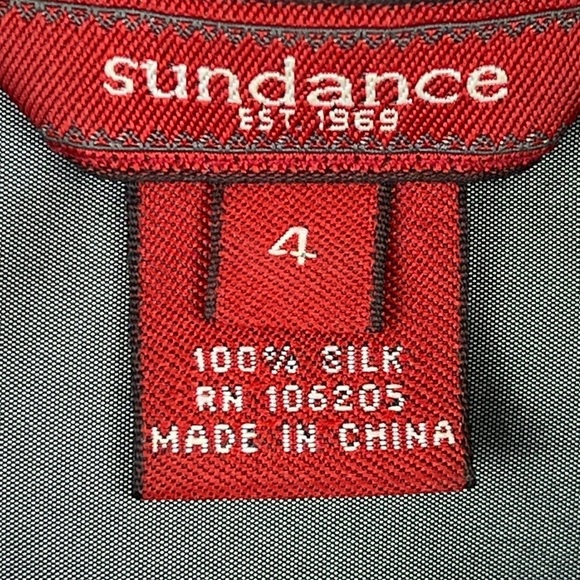 sundance
EST. 1969
4
100% SILK
RN 106205
MADE IN CHINA